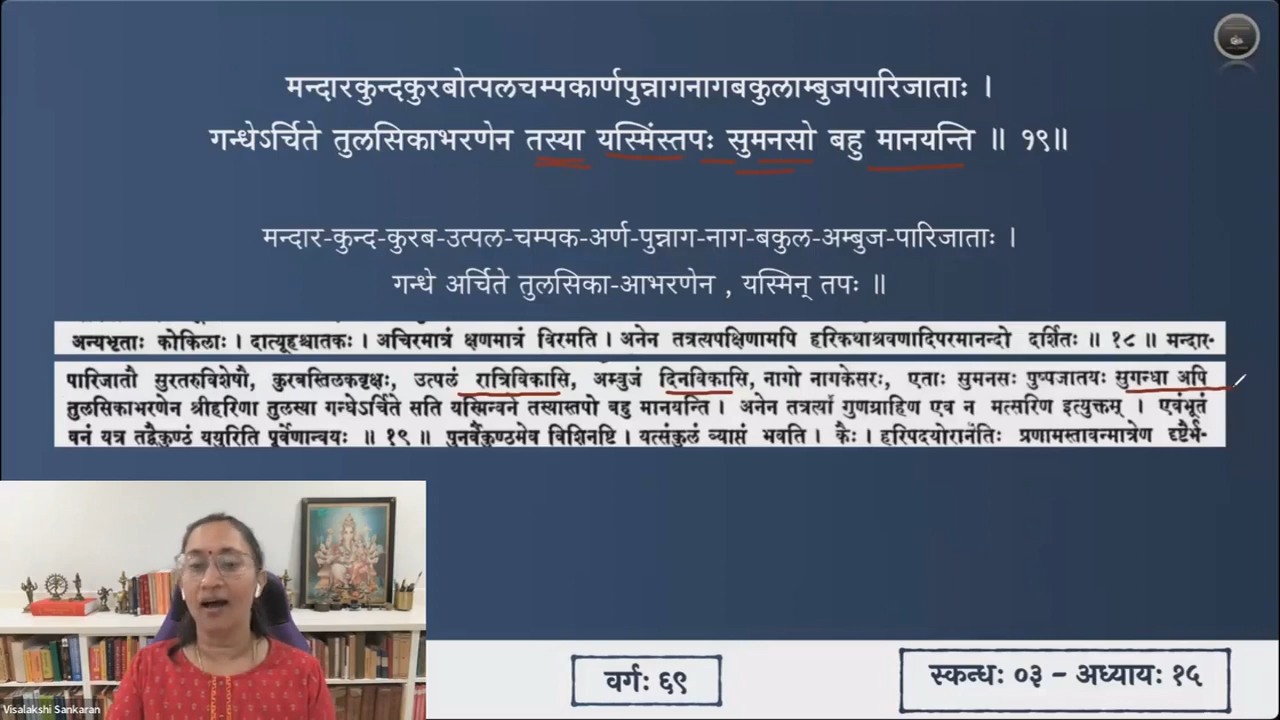 मन्दारकुन्दकुरबोत्पलचम्पकार्णपुन्नागनागबकुलाम्बुजपारिजाताः ।
गन्धेऽर्चिते तुलसिकाभरणेन तस्या यस्मिंस्तपः सुमनसो बहु मानयन्ति ॥ १९॥
मन्दार-कुन्द-कुरब-उत्पल-चम्पक-अर्ण-पुन्नाग-नाग-बकुल-अम्बुज-पारिजाताः ।
गन्धे अर्चिते तुलसिका-आभरणेन , यस्मिन् तपः ॥
अन्यभृताः कोकिलाः । दात्यूहश्चातकः । अचिरमात्रं क्षणमात्रं विरमति । अनेन तत्रत्यपक्षिणामपि हरिकथाश्रवणादिपरमानन्दो दर्शितः ॥ १८ ॥ मन्दार-
पारिजातौ सुरतरुविशेषौ, कुरबस्तिलकवृक्षः, उत्पलं रात्रिविकासि, अम्बुजं दिनविकासि, नागो नागकेसरः, एताः सुमनसः पुष्पजातयः सुगन्धा अपि
तुलसिकाभरणेन श्रीहरिणा तुलस्या गन्धेऽर्चिते सति यस्मिन्वने तस्यास्तपो बहु मानयन्ति । अनेन तत्रत्या गुणग्राहिण एव न मत्सरिण इत्युक्तम् । एवंभूतं
वनं यत्र तद्वैकुण्ठं ययुरिति पूर्वेणान्वयः ॥ १९ ॥ पुनर्वैकुण्ठमेव विशिनष्टि । यत्संकुलं व्याप्तं भवति । कैः । हरिपदयोरानतिः प्रणामस्तावन्मात्रेण दृष्टैर्भ-
वर्गः ६९
स्कन्धः ०३ – अध्यायः १५
Visalakshi Sankaran